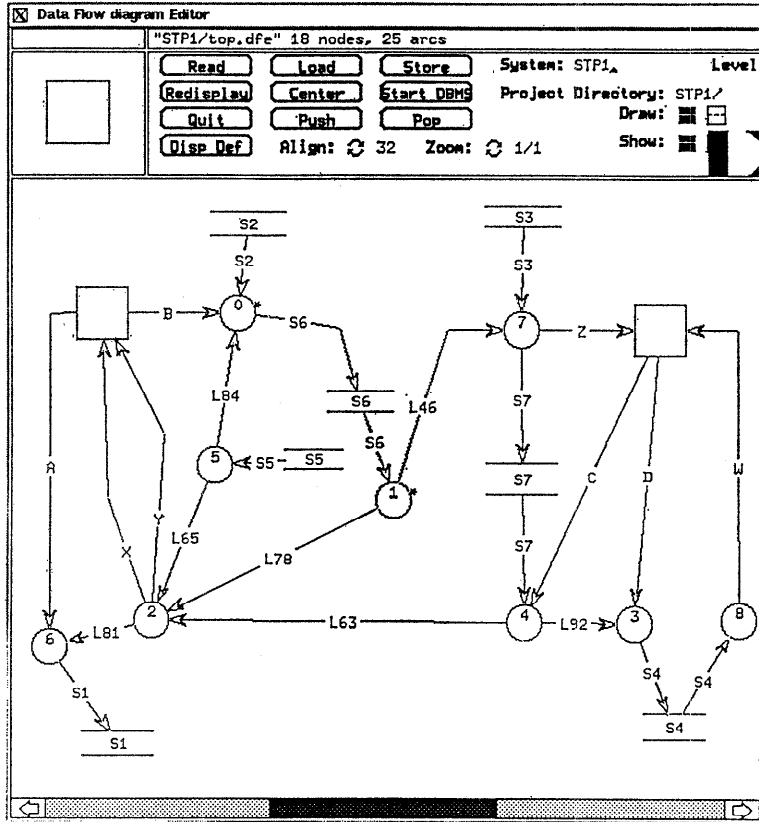 Data Flow diagram Editor
"STP1/top.dfe" 18 nodes, 25 arcs
Read Load Store System: STP1 Level
Redisplay Center Start DBMS Project Directory: STP1/
Quit Push Pop Draw:
Disp Def Align: 32 Zoom: 1/1 Show:
S2 S3
S2 S3
B 0* S6 7 Z
L84 S6 L46 S7
S6
A 5 S5 S5 1* S7 C D W
X Y L65 L78 S7
6 L81 2 L63 4 L92 3 8
S1 S4 S4
S1 S4